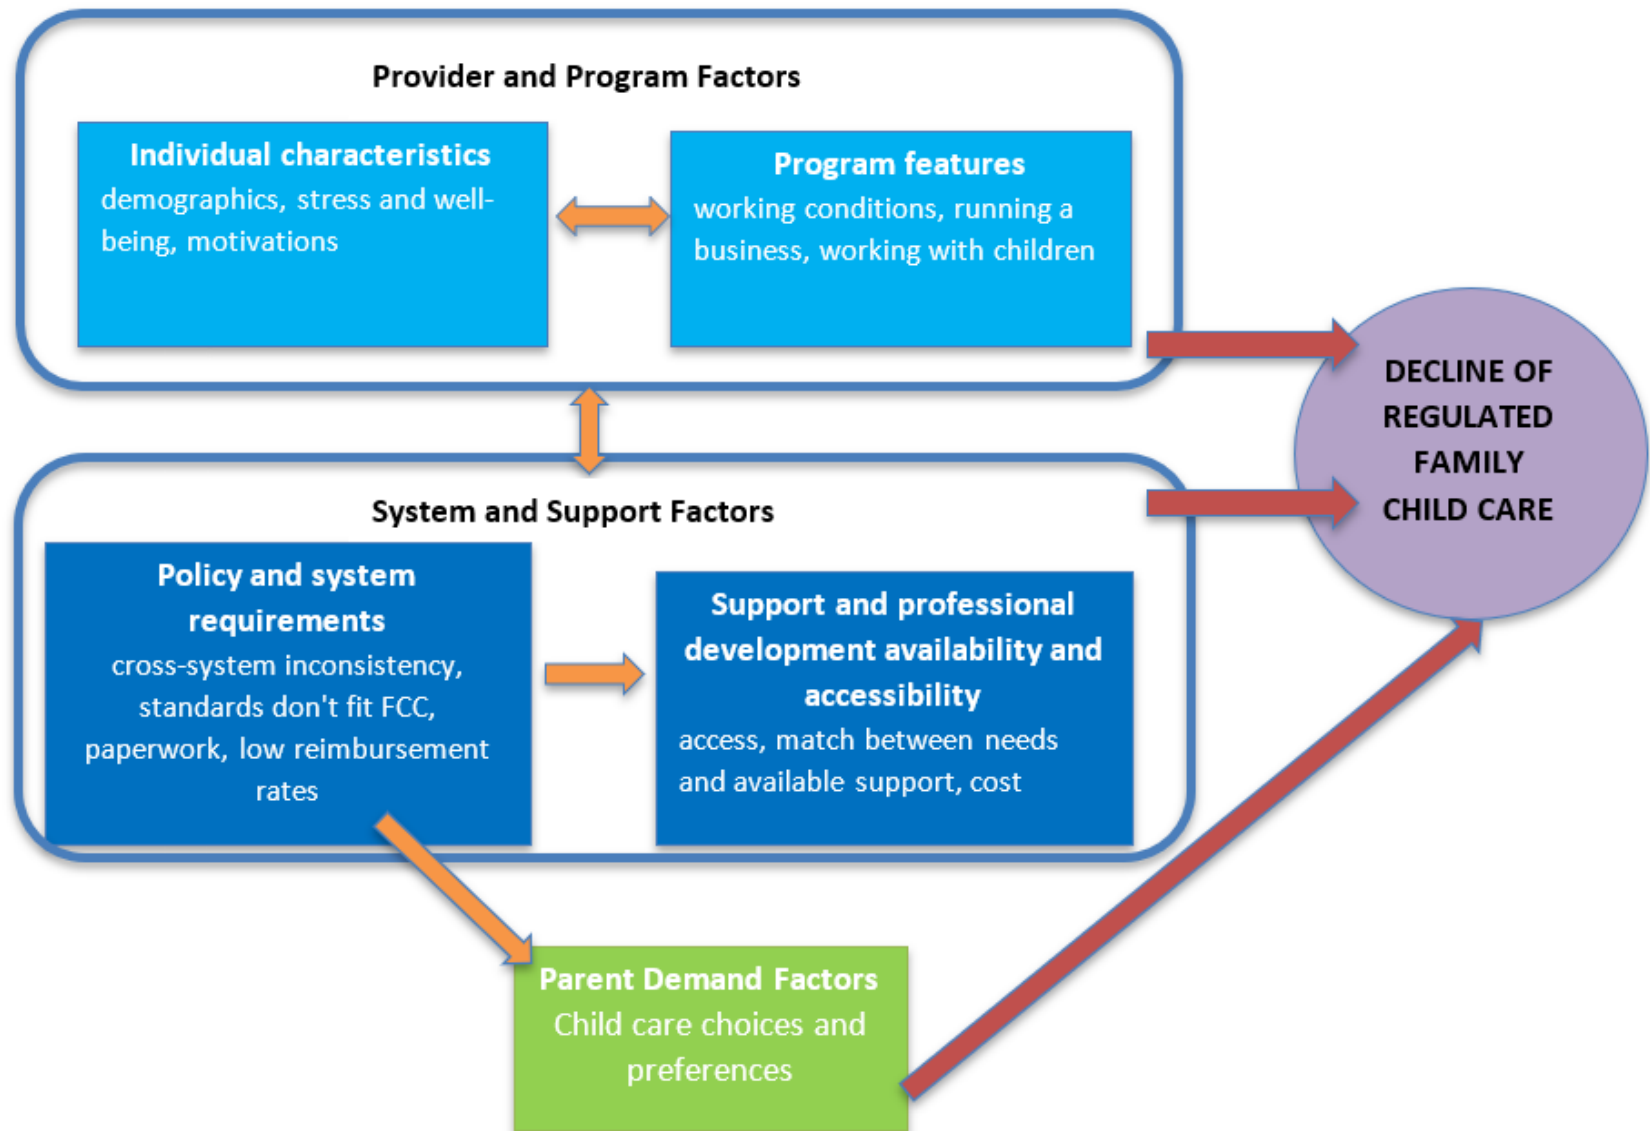 Provider and Program Factors
Individual characteristics
demographics, stress and well-
being, motivations
Program features
working conditions, running a
business, working with children
DECLINE OF
REGULATED
FAMILY
CHILD CARE
System and Support Factors
Policy and system
requirements
cross-system inconsistency,
standards don't fit FCC,
paperwork, low reimbursement
rates
Support and professional
development availability and
accessibility
access, match between needs
and available support, cost
Parent Demand Factors
Child care choices and
preferences